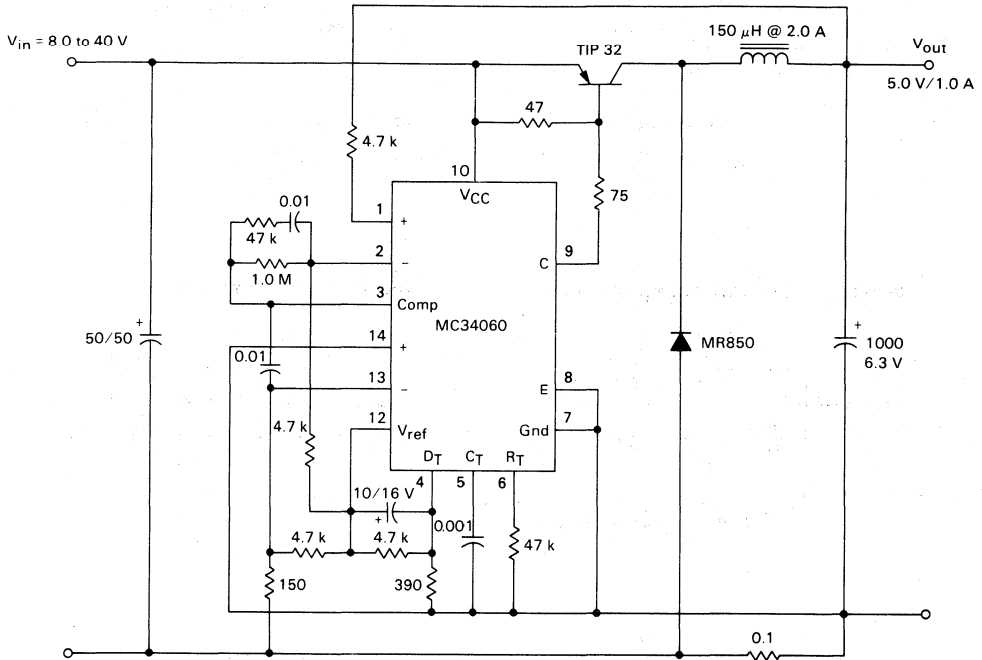 150 μH @ 2.0 A
V_in = 8.0 to 40 V
TIP 32
V_out
5.0 V/1.0 A
47
4.7 k
10
V_CC
75
0.01
47 k
1
+
9
C
2
−
1.0 M
3
Comp
MC34060
14
+
50/50
+
0.01
MR850
+
1000
6.3 V
13
−
8
E
4.7 k
12
V_ref
7
Gnd
D_T
C_T
R_T
4
5
6
10/16 V
+
0.001
4.7 k
4.7 k
47 k
150
390
0.1